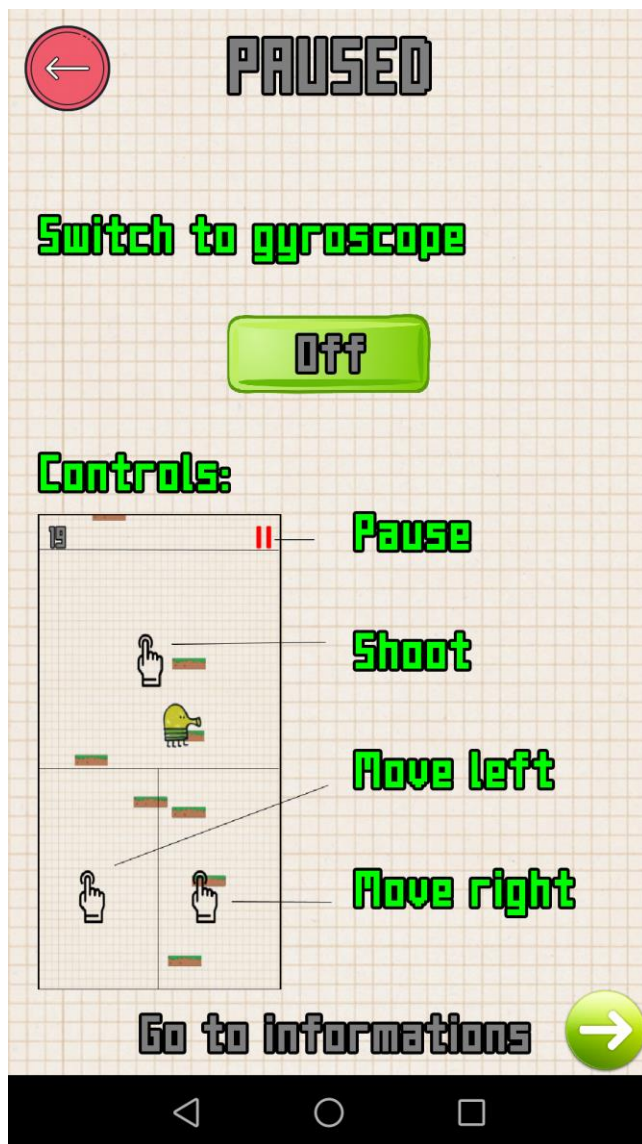 PAUSED
Switch to gyroscope
Off
Controls:
19
Pause
Shoot
Move left
Move right
Go to informations